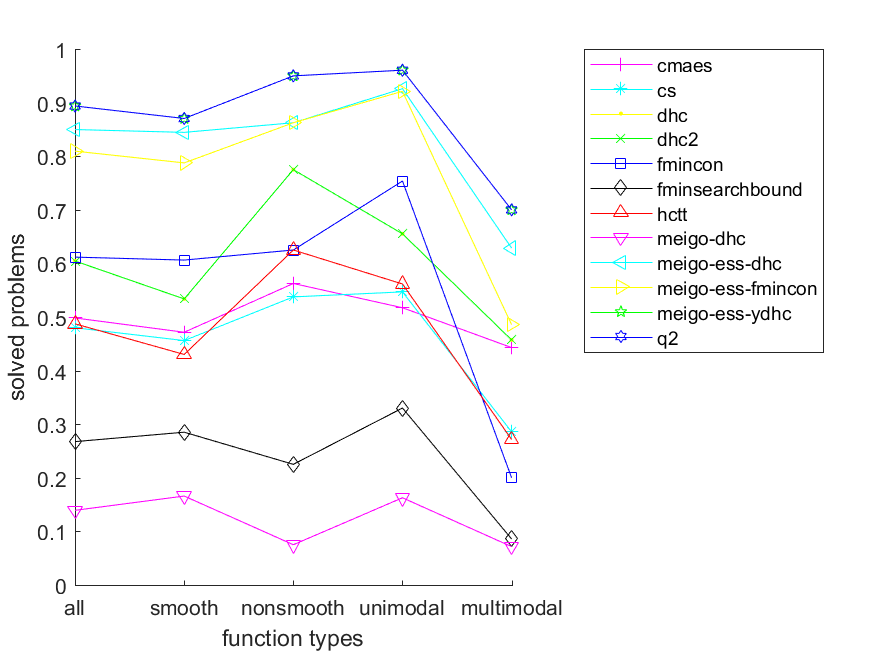 1
0.9
0.8
0.7
0.6
0.5
0.4
0.3
0.2
0.1
0
solved problems
all smooth nonsmooth unimodal multimodal
function types
cmaes
cs
dhc
dhc2
fmincon
fminsearchbound
hctt
meigo-dhc
meigo-ess-dhc
meigo-ess-fmincon
meigo-ess-ydhc
q2